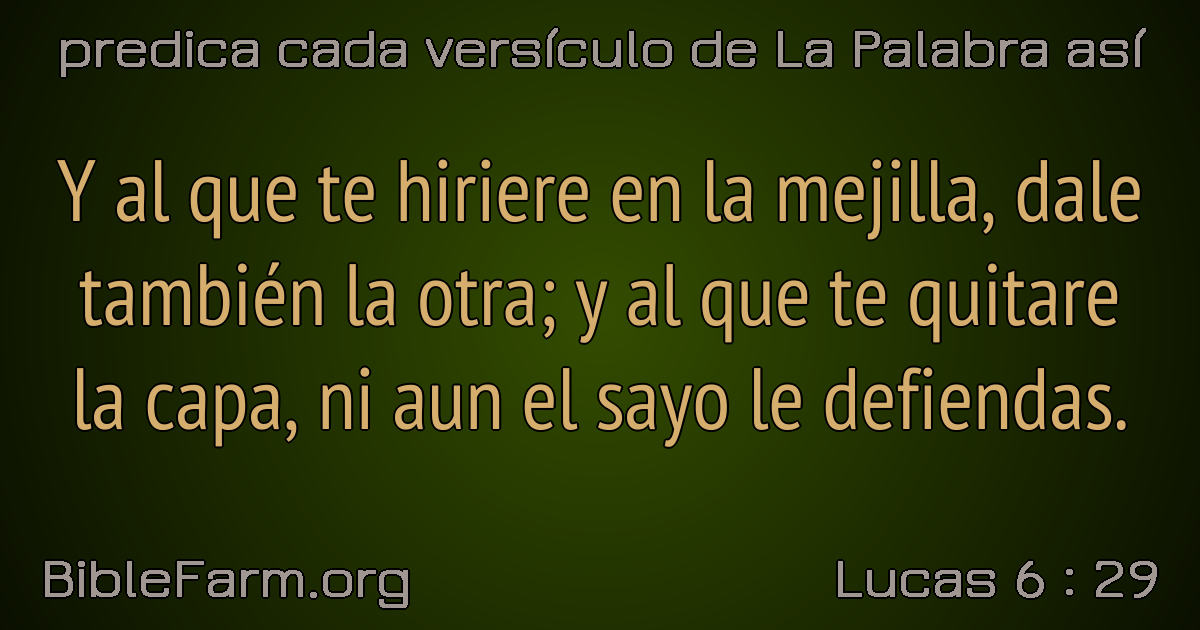 predica cada versículo de La Palabra así
Y al que te hiriere en la mejilla, dale
también la otra; y al que te quitare
la capa, ni aun el sayo le defiendas.
BibleFarm.org
Lucas 6 : 29